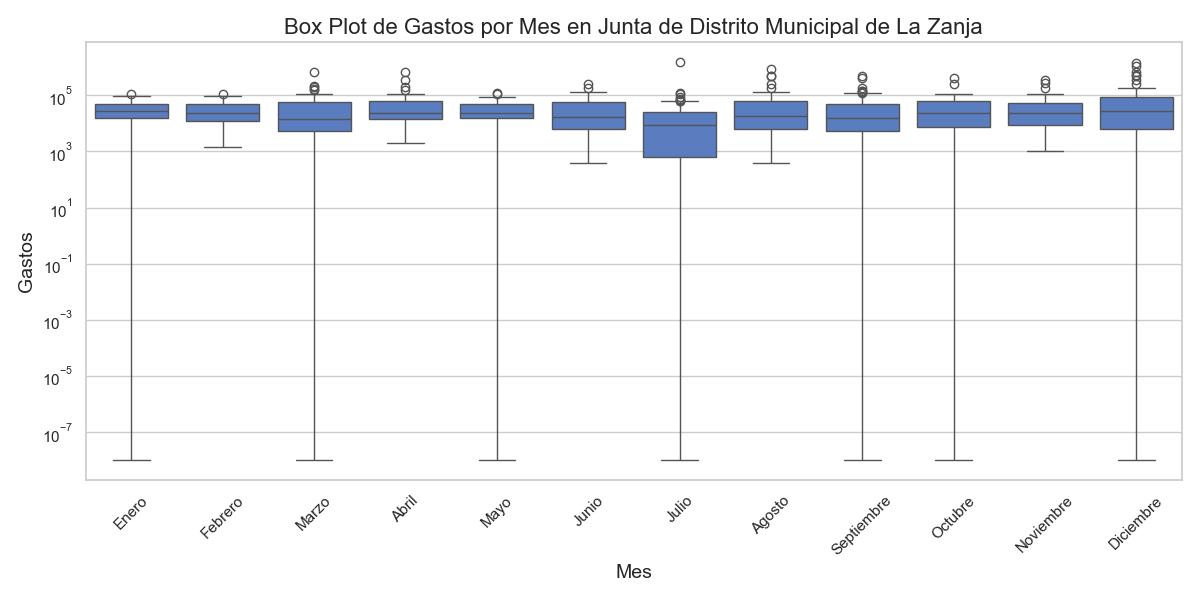 Box Plot de Gastos por Mes en Junta de Distrito Municipal de La Zanja
Gastos
10^5
10^3
10^1
10^−1
10^−3
10^−5
10^−7
Enero
Febrero
Marzo
Abril
Mayo
Junio
Julio
Agosto
Septiembre
Octubre
Noviembre
Diciembre
Mes